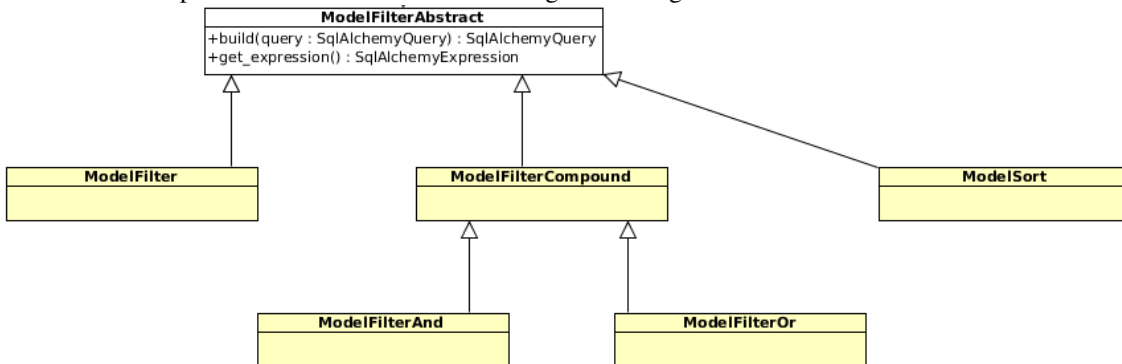 ModelFilterAbstract
+build(query : SqlAlchemyQuery) : SqlAlchemyQuery
+get_expression() : SqlAlchemyExpression
ModelFilter
ModelFilterCompound
ModelSort
ModelFilterAnd
ModelFilterOr